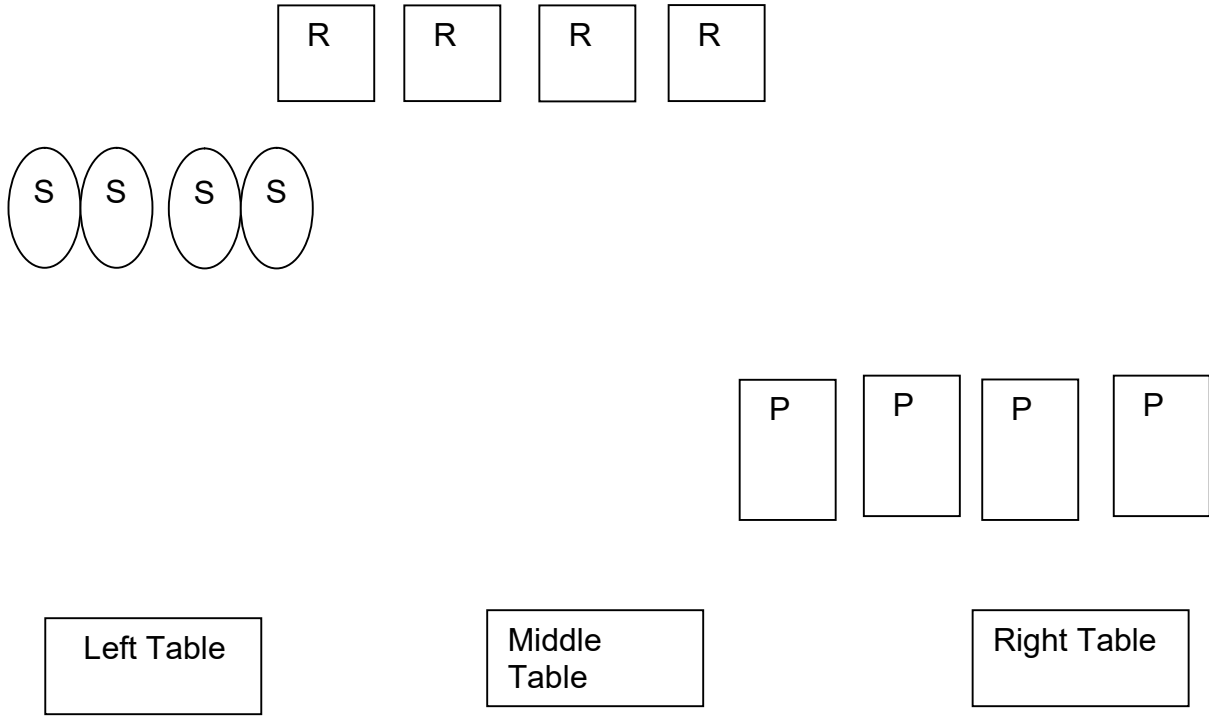 R R R R
S S S S
P P P P
Left Table
Middle
Table
Right Table